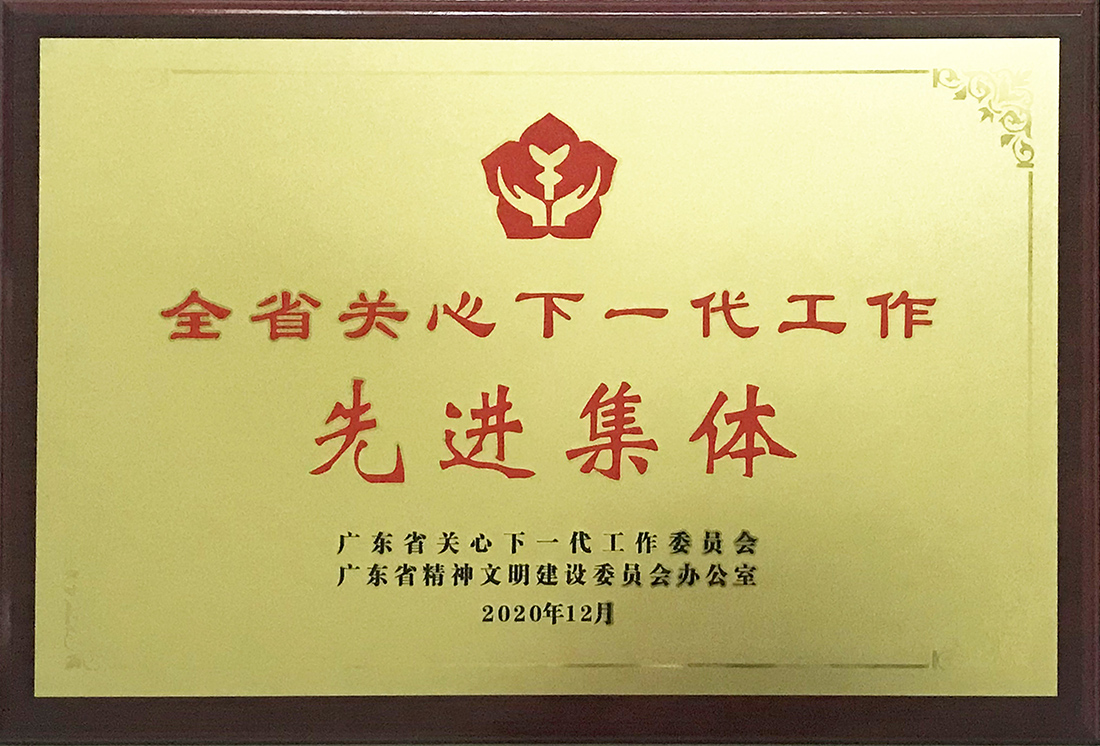 全省关心下一代工作
先进集体
广东省关心下一代工作委员会
广东省精神文明建设委员会办公室
2020年12月